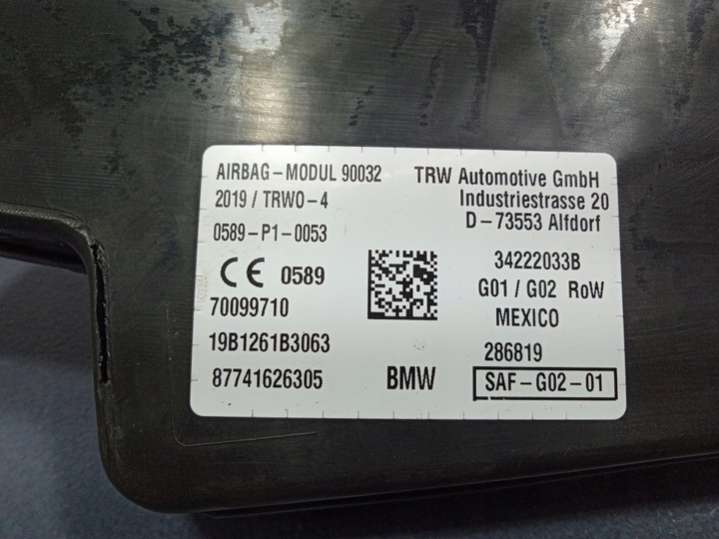 AIRBAG-MODUL 90032
2019 / TRWO-4
0589-P1-0053
CE 0589
70099710
19B1261B3063
87741626305
TRW Automotive GmbH
Industriestrasse 20
D-73553 Alfdorf
34222033B
G01 / G02 RoW
MEXICO
286819
BMW
SAF-G02-01